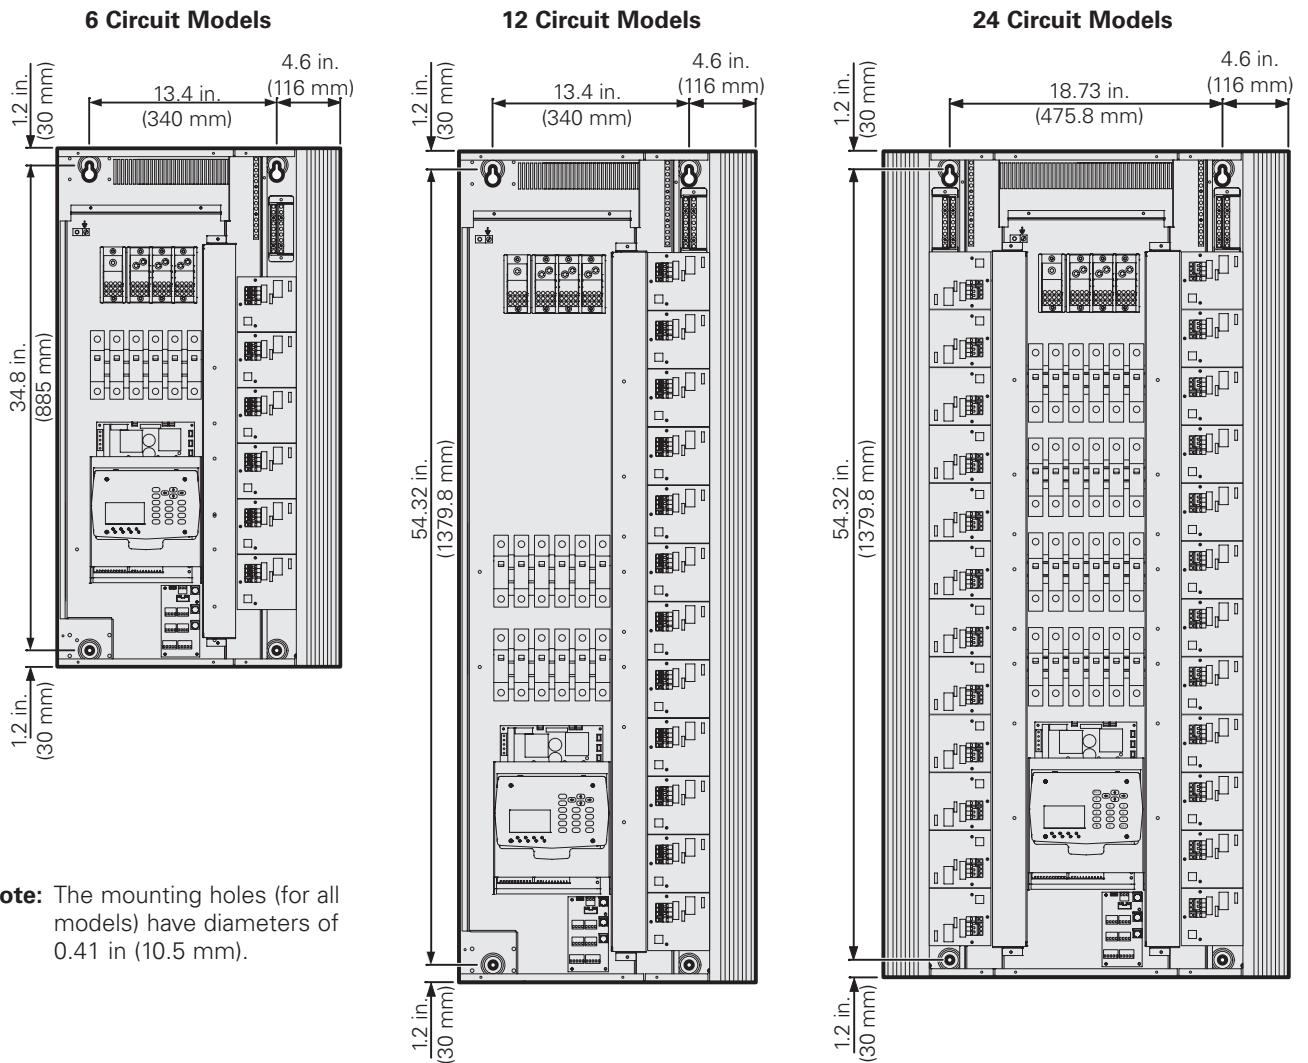 6 Circuit Models
1.2 in.
(30 mm)
13.4 in.
(340 mm)
4.6 in.
(116 mm)
34.8 in.
(885 mm)
1.2 in.
(30 mm)
12 Circuit Models
1.2 in.
(30 mm)
13.4 in.
(340 mm)
4.6 in.
(116 mm)
54.32 in.
(1379.8 mm)
1.2 in.
(30 mm)
24 Circuit Models
1.2 in.
(30 mm)
18.73 in.
(475.8 mm)
4.6 in.
(116 mm)
54.32 in.
(1379.8 mm)
1.2 in.
(30 mm)
ote: The mounting holes (for all
models) have diameters of
0.41 in (10.5 mm).